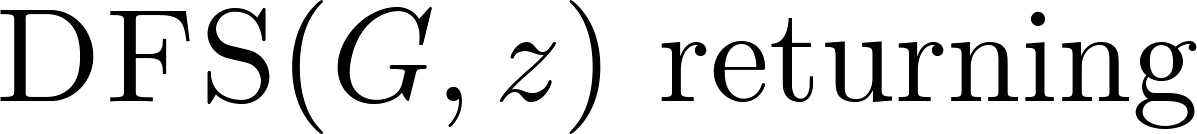 DFS(G, z) returning